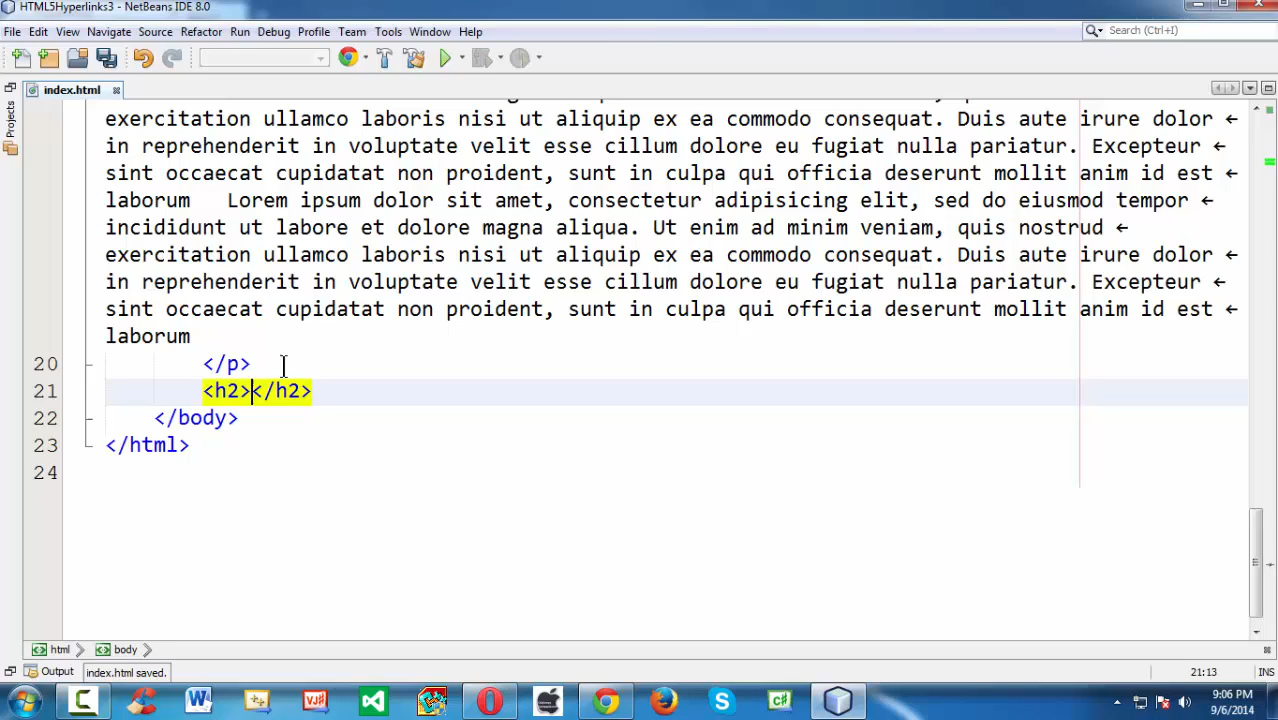 HTML5Hyperlinks3 - NetBeans IDE 8.0
File Edit View Navigate Source Refactor Run Debug Profile Team Tools Window Help
Search (Ctrl+I)
index.html
Projects
exercitation ullamco laboris nisi ut aliquip ex ea commodo consequat. Duis aute irure dolor ←
in reprehenderit in voluptate velit esse cillum dolore eu fugiat nulla pariatur. Excepteur ←
sint occaecat cupidatat non proident, sunt in culpa qui officia deserunt mollit anim id est ←
laborum Lorem ipsum dolor sit amet, consectetur adipisicing elit, sed do eiusmod tempor ←
incididunt ut labore et dolore magna aliqua. Ut enim ad minim veniam, quis nostrud ←
exercitation ullamco laboris nisi ut aliquip ex ea commodo consequat. Duis aute irure dolor ←
in reprehenderit in voluptate velit esse cillum dolore eu fugiat nulla pariatur. Excepteur ←
sint occaecat cupidatat non proident, sunt in culpa qui officia deserunt mollit anim id est ←
laborum
20 </p>
21 <h2></h2>
22 </body>
23 </html>
24
html body
Output index.html saved. 21:13 INS
9:06 PM
9/6/2014